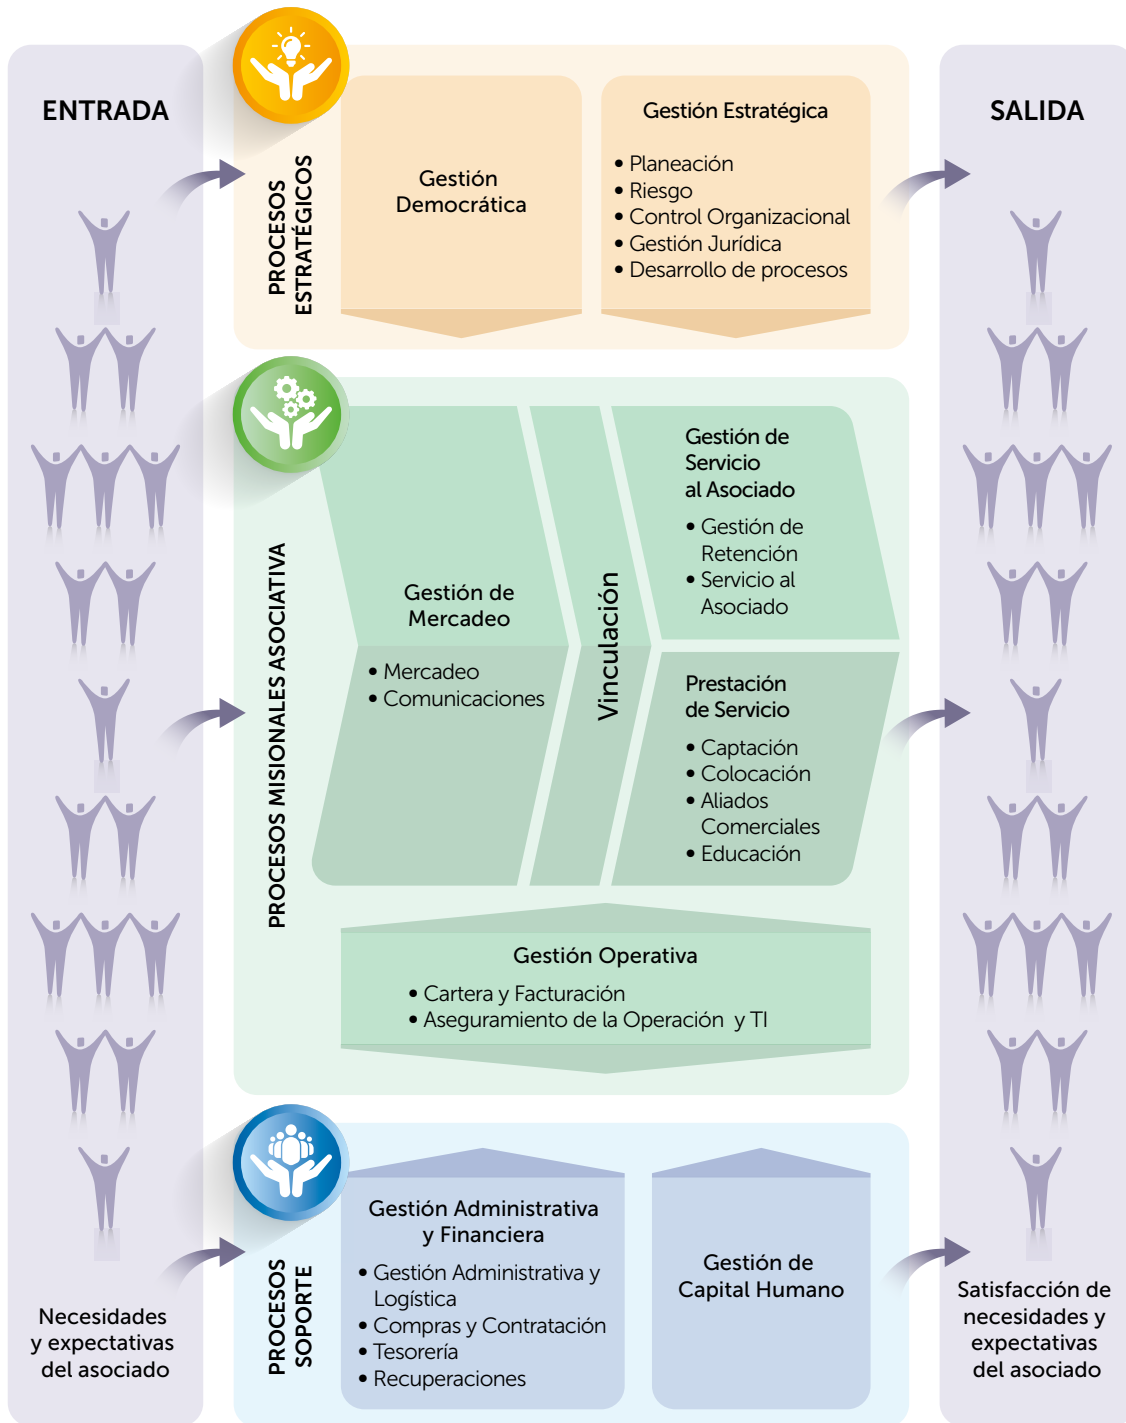 ENTRADA
Necesidades
y expectativas
del asociado
PROCESOS
ESTRATÉGICOS
Gestión
Democrática
Gestión Estratégica
• Planeación
• Riesgo
• Control Organizacional
• Gestión Jurídica
• Desarrollo de procesos
PROCESOS MISIONALES ASOCIATIVA
Gestión de
Mercadeo
• Mercadeo
• Comunicaciones
Vinculación
Gestión de
Servicio
al Asociado
• Gestión de
Retención
• Servicio al
Asociado
Prestación
de Servicio
• Captación
• Colocación
• Aliados
Comerciales
• Educación
Gestión Operativa
• Cartera y Facturación
• Aseguramiento de la Operación y TI
PROCESOS
SOPORTE
Gestión Administrativa
y Financiera
• Gestión Administrativa y
Logística
• Compras y Contratación
• Tesorería
• Recuperaciones
Gestión de
Capital Humano
SALIDA
Satisfacción de
necesidades y
expectativas
del asociado